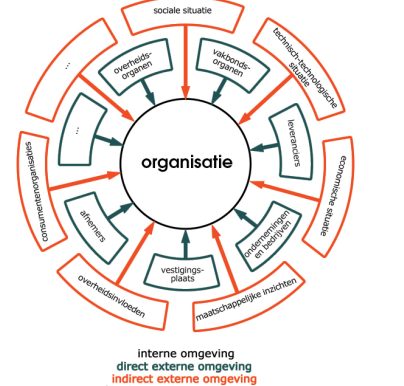 sociale situatie
technisch-technologische
situatie
economische situatie
maatschappelijke inzichten
overheidsinvloeden
consumentenorganisaties
...
overheids-
organen
vakbonds-
organen
leveranciers
ondernemingen
en bedrijven
vestigings-
plaats
afnemers
...
organisatie
interne omgeving
direct externe omgeving
indirect externe omgeving